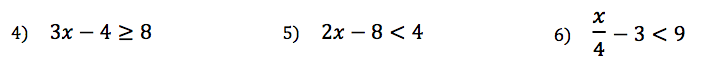 4) 3x − 4 ≥ 8 5) 2x − 8 < 4 6) x/4 − 3 < 9